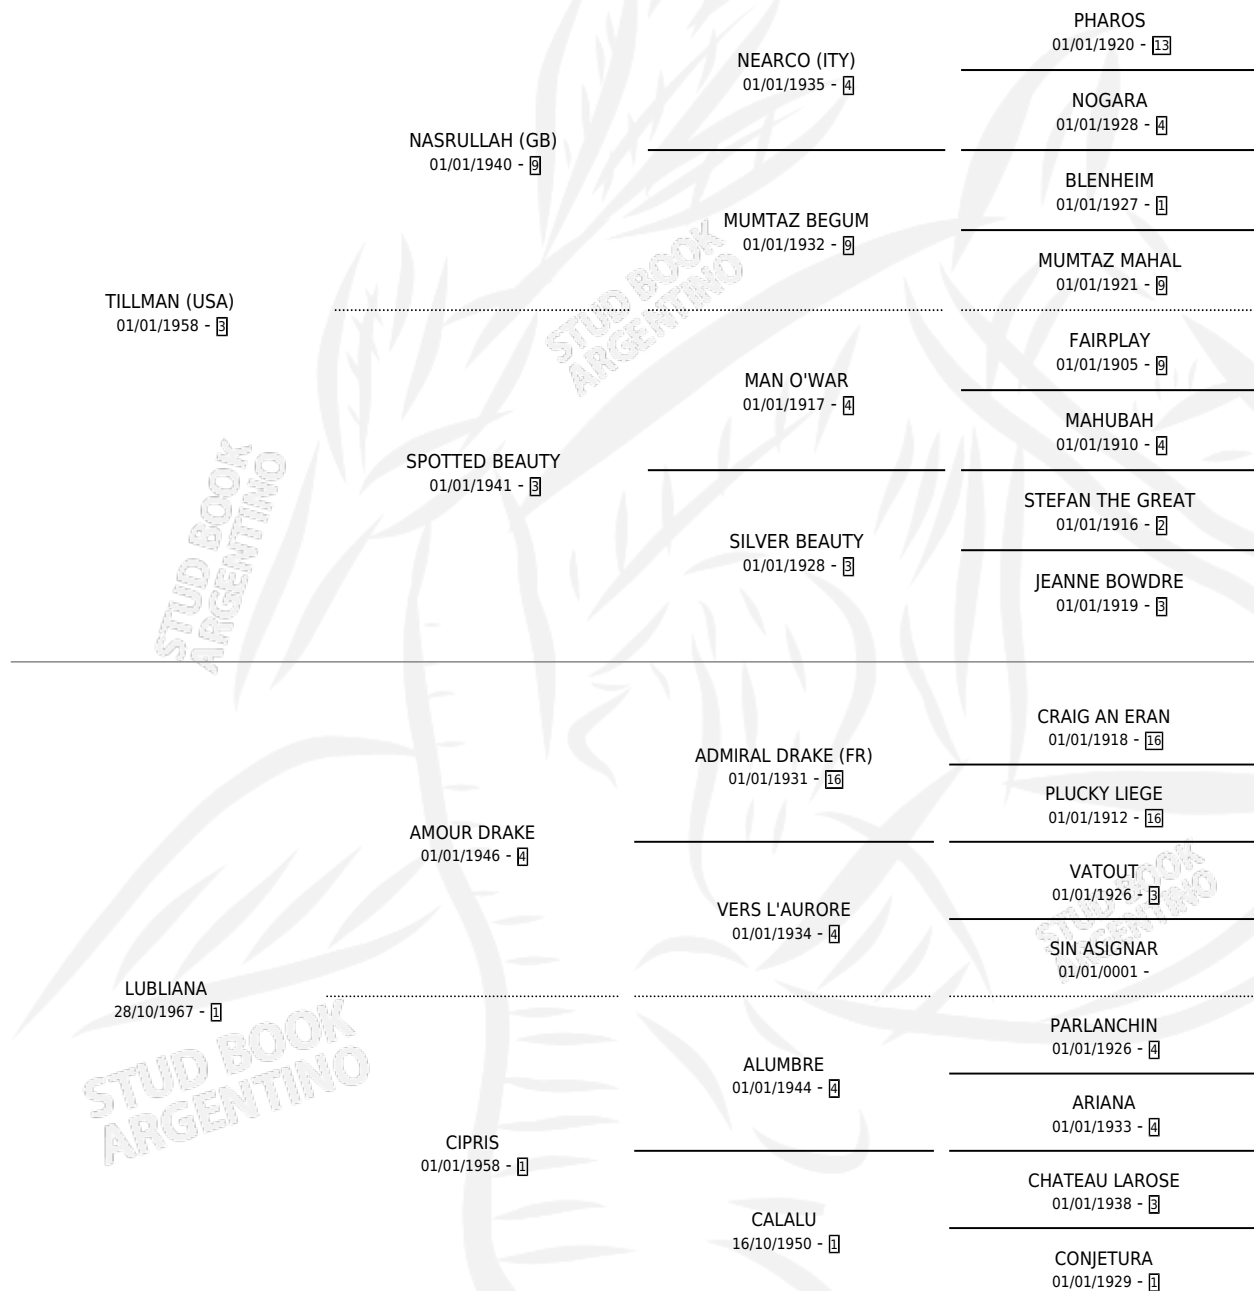 PHAROS
01/01/1920 - 13
NEARCO (ITY)
01/01/1935 - 4
NOGARA
01/01/1928 - 4
NASRULLAH (GB)
01/01/1940 - 9
BLENHEIM
01/01/1927 - 1
MUMTAZ BEGUM
01/01/1932 - 9
MUMTAZ MAHAL
01/01/1921 - 9
TILLMAN (USA)
01/01/1958 - 3
FAIRPLAY
01/01/1905 - 9
MAN O'WAR
01/01/1917 - 4
MAHUBAH
01/01/1910 - 4
SPOTTED BEAUTY
01/01/1941 - 3
STEFAN THE GREAT
01/01/1916 - 2
SILVER BEAUTY
01/01/1928 - 3
JEANNE BOWDRE
01/01/1919 - 3
CRAIG AN ERAN
01/01/1918 - 16
ADMIRAL DRAKE (FR)
01/01/1931 - 16
PLUCKY LIEGE
01/01/1912 - 16
AMOUR DRAKE
01/01/1946 - 4
VATOUT
01/01/1926 - 3
VERS L'AURORE
01/01/1934 - 4
SIN ASIGNAR
01/01/0001 -
LUBLIANA
28/10/1967 - 1
PARLANCHIN
01/01/1926 - 4
ALUMBRE
01/01/1944 - 4
ARIANA
01/01/1933 - 4
CIPRIS
01/01/1958 - 1
CHATEAU LAROSE
01/01/1938 - 3
CALALU
16/10/1950 - 1
CONJETURA
01/01/1929 - 1
STUD BOOK
ARGENTINO
STUD BOOK
ARGENTINO
STUD BOOK
ARGENTINO
STUD BOOK
ARGENTINO